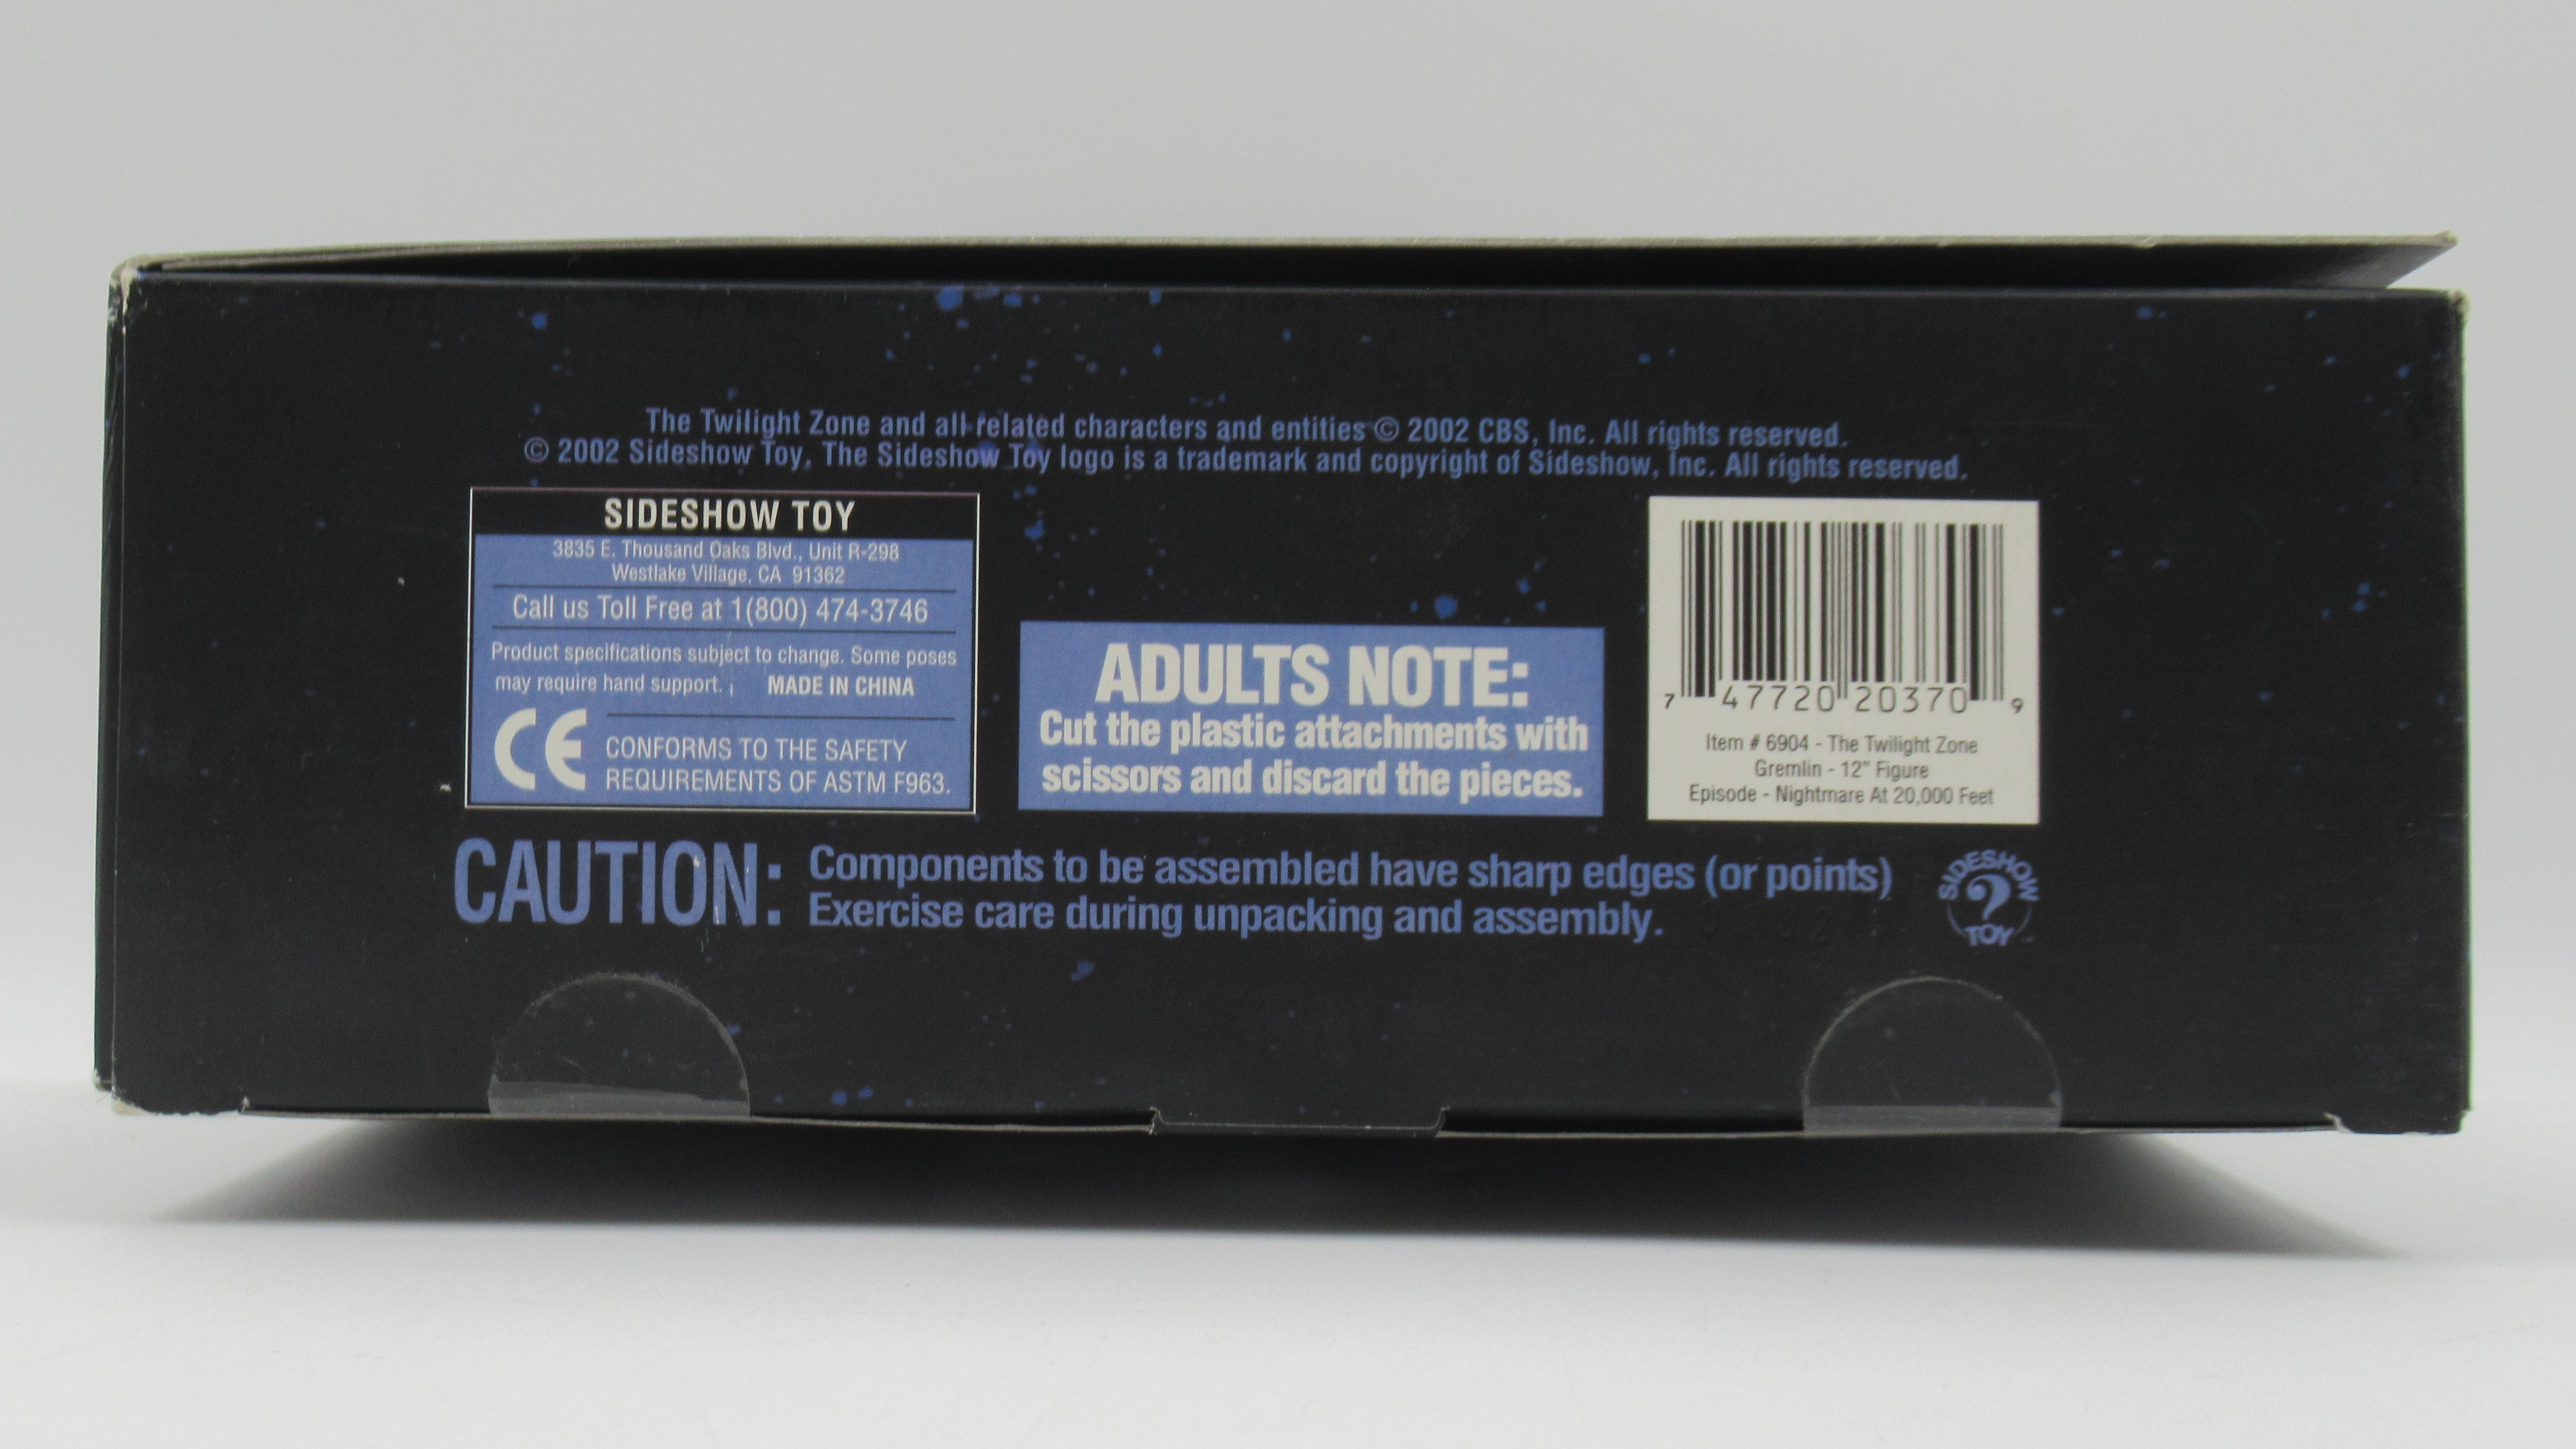 The Twilight Zone and all related characters and entities © 2002 CBS, Inc. All rights reserved.
© 2002 Sideshow Toy, The Sideshow Toy logo is a trademark and copyright of Sideshow, Inc. All rights reserved.
SIDESHOW TOY
3835 E. Thousand Oaks Blvd., Unit R-298
Westlake Village, CA 91362
Call us Toll Free at 1(800) 474-3746
Product specifications subject to change. Some poses
may require hand support. MADE IN CHINA
CE
CONFORMS TO THE SAFETY
REQUIREMENTS OF ASTM F963.
ADULTS NOTE:
Cut the plastic attachments with
scissors and discard the pieces.
7 47720 20370 9
Item # 6904 - The Twilight Zone
Gremlin - 12" Figure
Episode - Nightmare At 20,000 Feet
CAUTION:
Components to be assembled have sharp edges (or points)
Exercise care during unpacking and assembly.
SIDESHOW
?
TOY